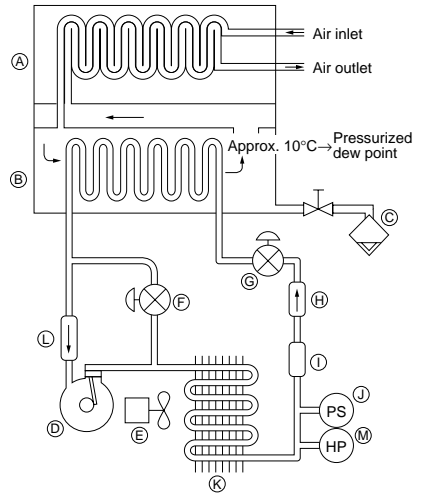 Air inlet
A
Air outlet
Approx. 10°C→ Pressurized
dew point
B
C
G
F
H
L
I
J
PS
D
E
M
HP
K